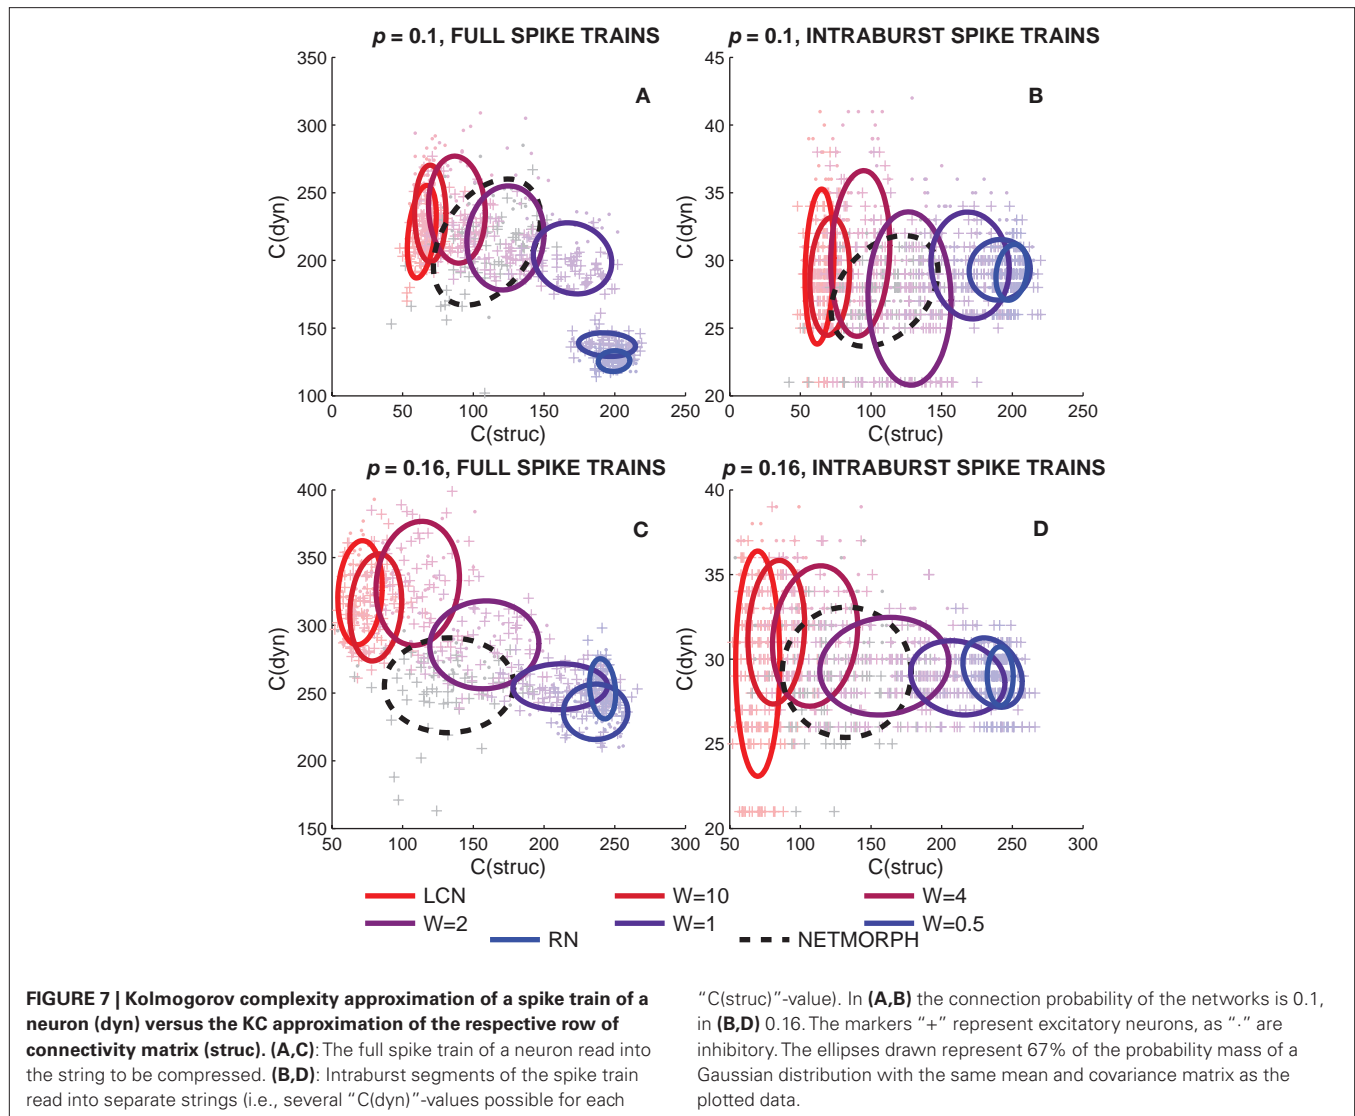 p = 0.1, FULL SPIKE TRAINS
A
350
300
250
200
150
100
C(dyn)
0 50 100 150 200 250
C(struc)
p = 0.1, INTRABURST SPIKE TRAINS
B
45
40
35
30
25
20
C(dyn)
0 50 100 150 200 250
C(struc)
p = 0.16, FULL SPIKE TRAINS
C
400
350
300
250
200
150
C(dyn)
50 100 150 200 250 300
C(struc)
p = 0.16, INTRABURST SPIKE TRAINS
D
40
35
30
25
20
C(dyn)
50 100 150 200 250 300
C(struc)
LCN W=10 W=4
W=2 W=1 W=0.5
RN NETMORPH
FIGURE 7 | Kolmogorov complexity approximation of a spike train of a
neuron (dyn) versus the KC approximation of the respective row of
connectivity matrix (struc). (A,C): The full spike train of a neuron read into
the string to be compressed. (B,D): Intraburst segments of the spike train
read into separate strings (i.e., several “C(dyn)”-values possible for each
“C(struc)”-value). In (A,B) the connection probability of the networks is 0.1,
in (B,D) 0.16. The markers “+” represent excitatory neurons, as “·” are
inhibitory. The ellipses drawn represent 67% of the probability mass of a
Gaussian distribution with the same mean and covariance matrix as the
plotted data.